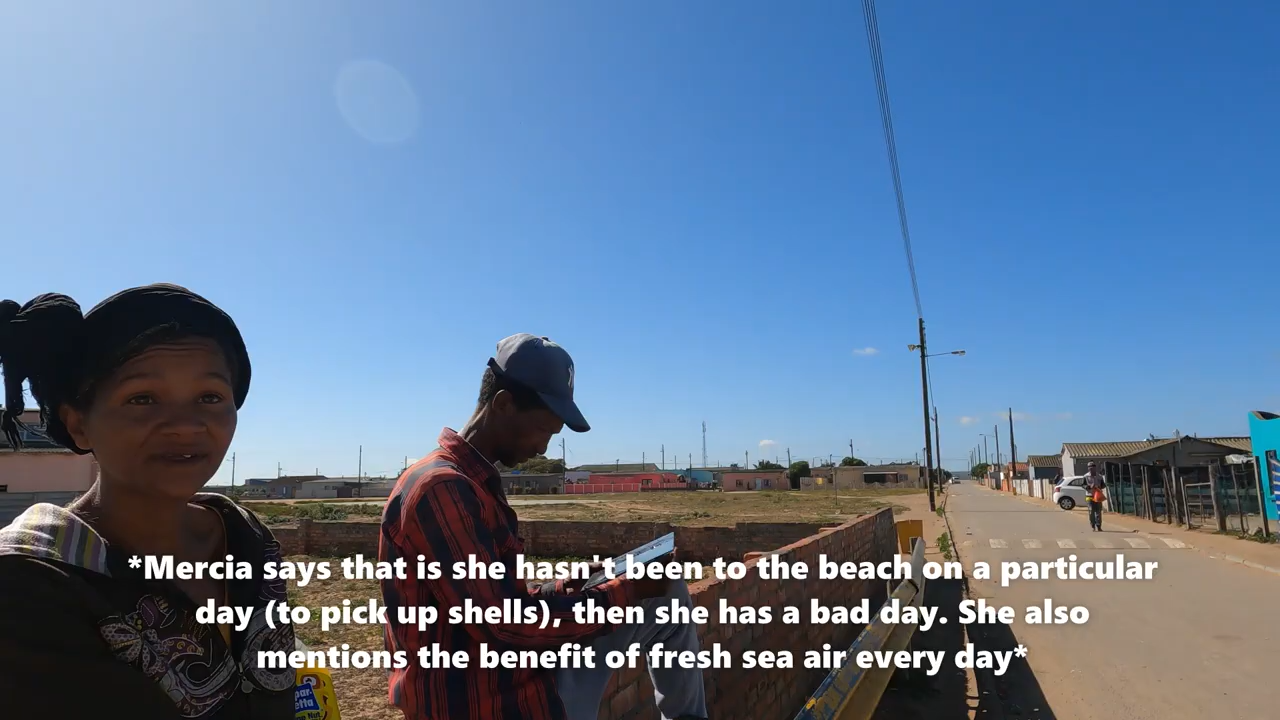 *Mercia says that is she hasn't been to the beach on a particular
day (to pick up shells), then she has a bad day. She also
mentions the benefit of fresh sea air every day*